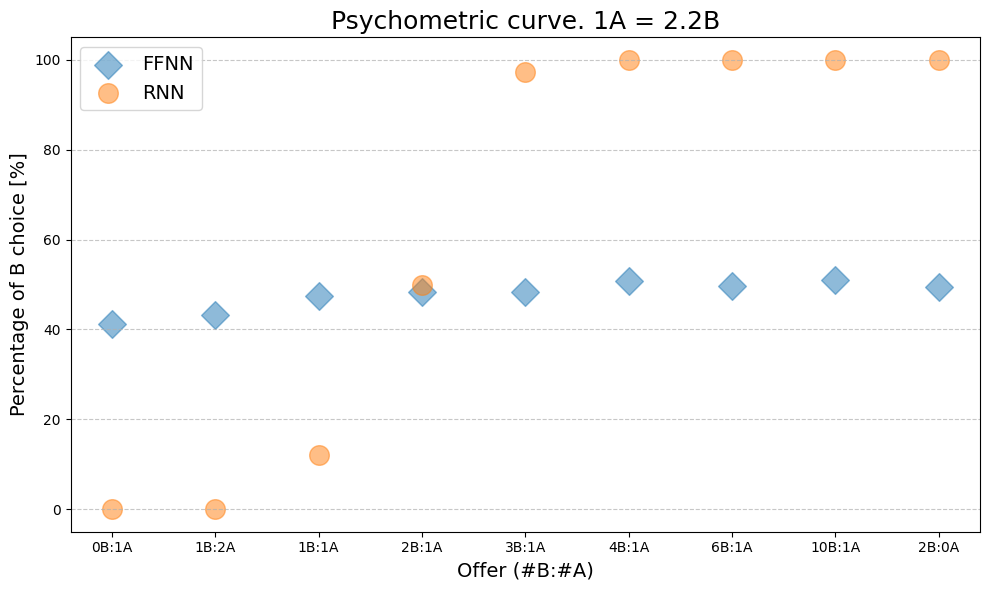 Psychometric curve. 1A = 2.2B
FFNN
RNN
Percentage of B choice [%]
100
80
60
40
20
0
0B:1A 1B:2A 1B:1A 2B:1A 3B:1A 4B:1A 6B:1A 10B:1A 2B:0A
Offer (#B:#A)